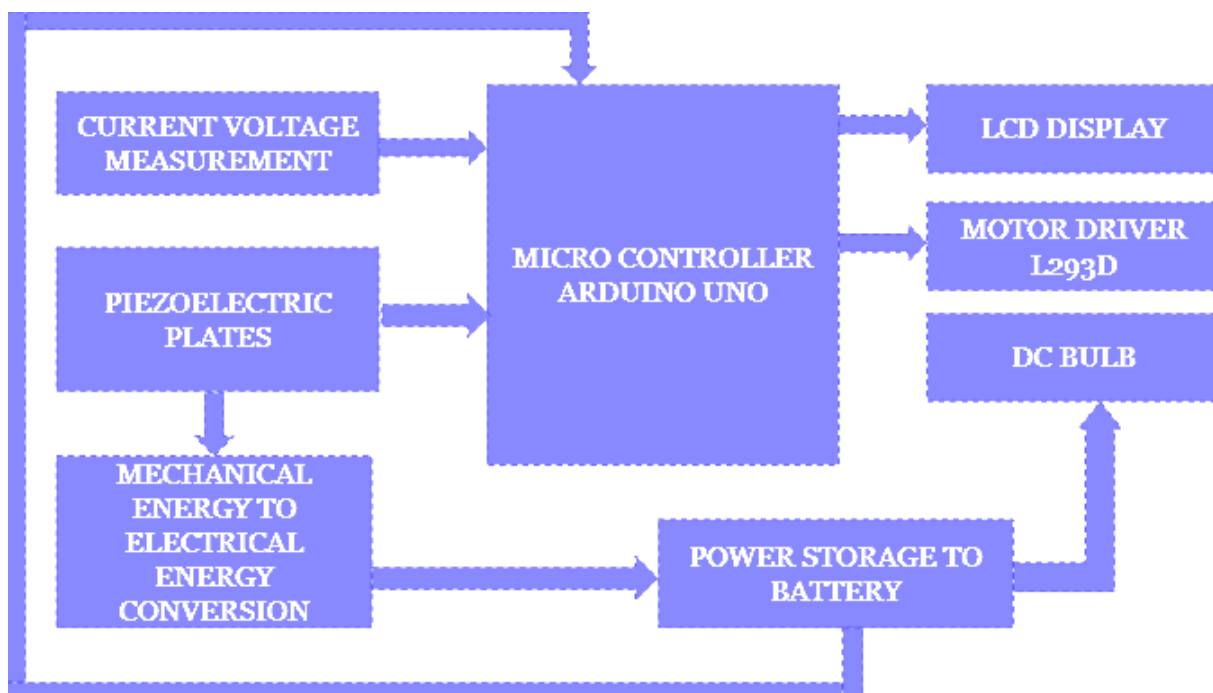 CURRENT VOLTAGE
MEASUREMENT
PIEZOELECTRIC
PLATES
MECHANICAL
ENERGY TO
ELECTRICAL
ENERGY
CONVERSION
MICRO CONTROLLER
ARDUINO UNO
POWER STORAGE TO
BATTERY
LCD DISPLAY
MOTOR DRIVER
L293D
DC BULB